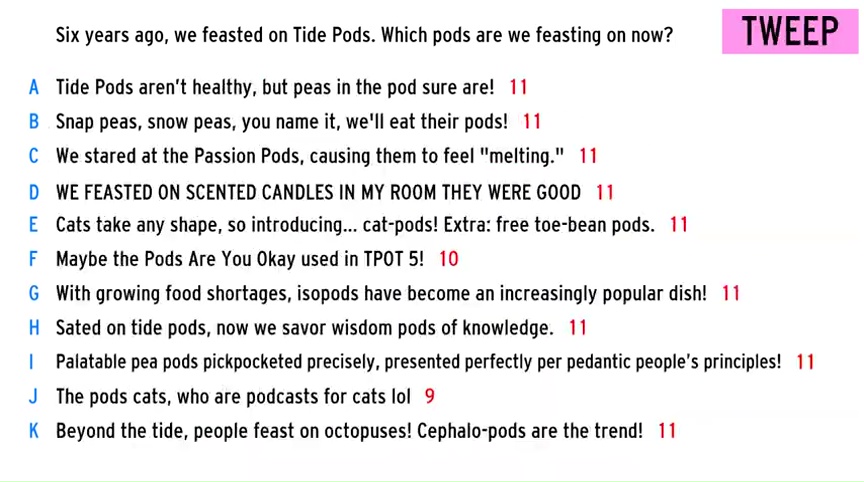 Six years ago, we feasted on Tide Pods. Which pods are we feasting on now?
TWEEP
A Tide Pods aren't healthy, but peas in the pod sure are! 11
B Snap peas, snow peas, you name it, we'll eat their pods! 11
C We stared at the Passion Pods, causing them to feel "melting." 11
D WE FEASTED ON SCENTED CANDLES IN MY ROOM THEY WERE GOOD 11
E Cats take any shape, so introducing... cat-pods! Extra: free toe-bean pods. 11
F Maybe the Pods Are You Okay used in TPOT 5! 10
G With growing food shortages, isopods have become an increasingly popular dish! 11
H Sated on tide pods, now we savor wisdom pods of knowledge. 11
I Palatable pea pods pickpocketed precisely, presented perfectly per pedantic people's principles! 11
J The pods cats, who are podcasts for cats lol 9
K Beyond the tide, people feast on octopuses! Cephalo-pods are the trend! 11